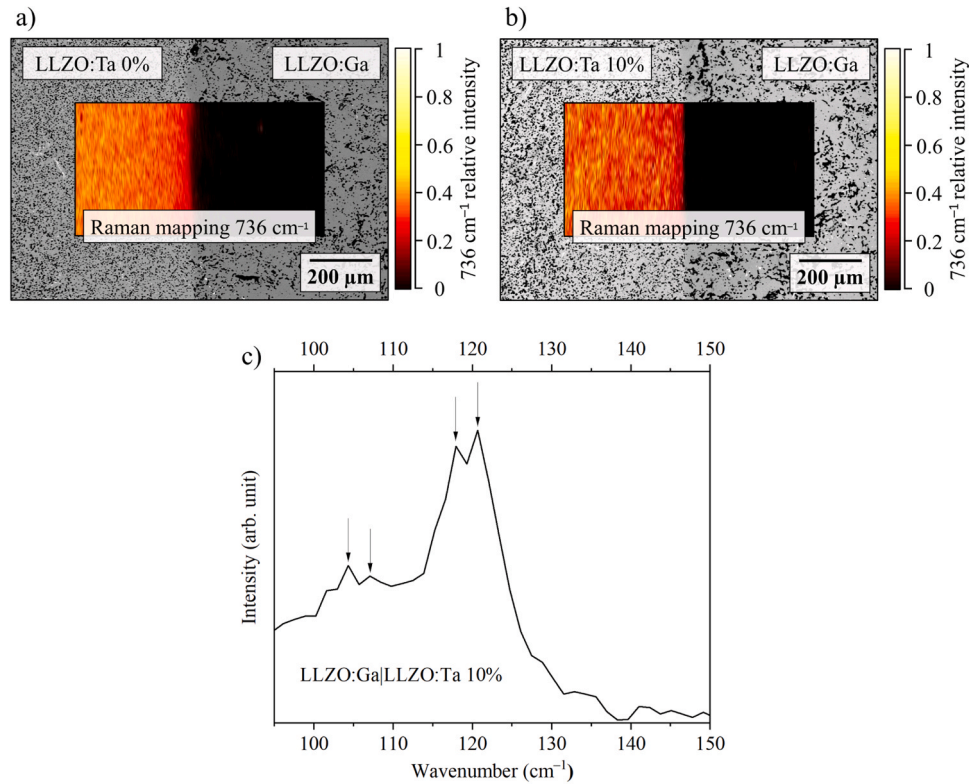 a)
LLZO:Ta 0%
LLZO:Ga
Raman mapping 736 cm⁻¹
200 µm
1
0.8
0.6
0.4
0.2
0
736 cm⁻¹ relative intensity
b)
LLZO:Ta 10%
LLZO:Ga
Raman mapping 736 cm⁻¹
200 µm
1
0.8
0.6
0.4
0.2
0
736 cm⁻¹ relative intensity
c)
100 110 120 130 140 150
Intensity (arb. unit)
LLZO:Ga|LLZO:Ta 10%
100 110 120 130 140 150
Wavenumber (cm⁻¹)